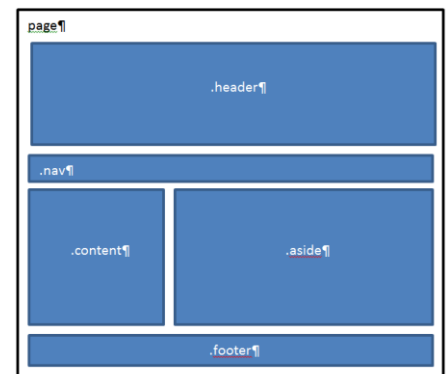 page¶
.header¶
.nav¶
.content¶
.aside¶
.footer¶